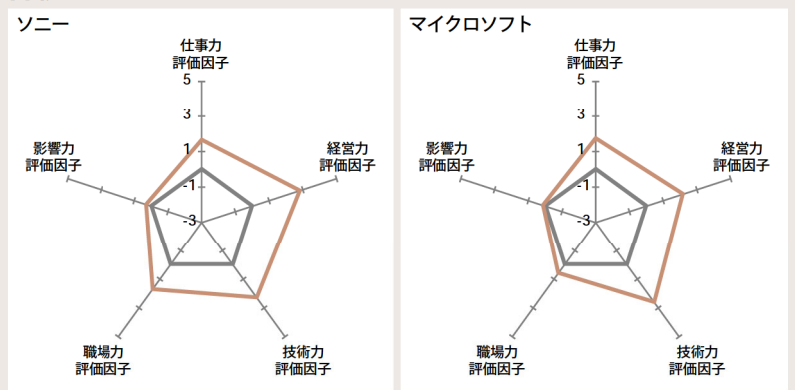 ソニー
仕事力
評価因子
5
3
1
-1
-3
影響力
評価因子
経営力
評価因子
職場力
評価因子
技術力
評価因子
マイクロソフト
仕事力
評価因子
5
3
1
-1
-3
影響力
評価因子
経営力
評価因子
職場力
評価因子
技術力
評価因子